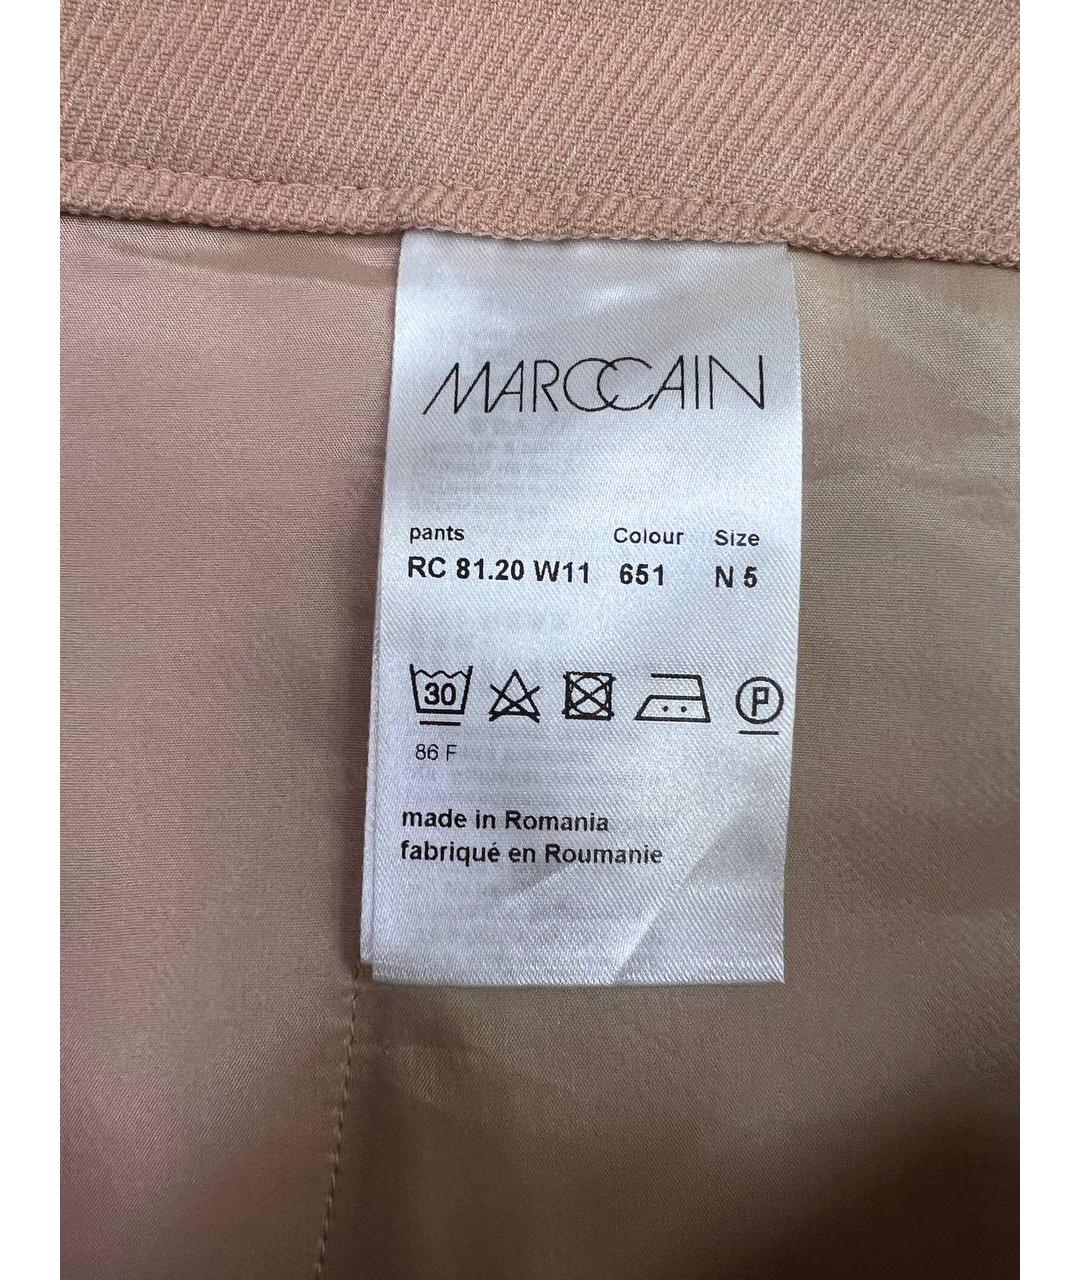 MARCCAIN
pants Colour Size
RC 81.20 W11 651 N 5
30 P
86 F
made in Romania
fabriqué en Roumanie